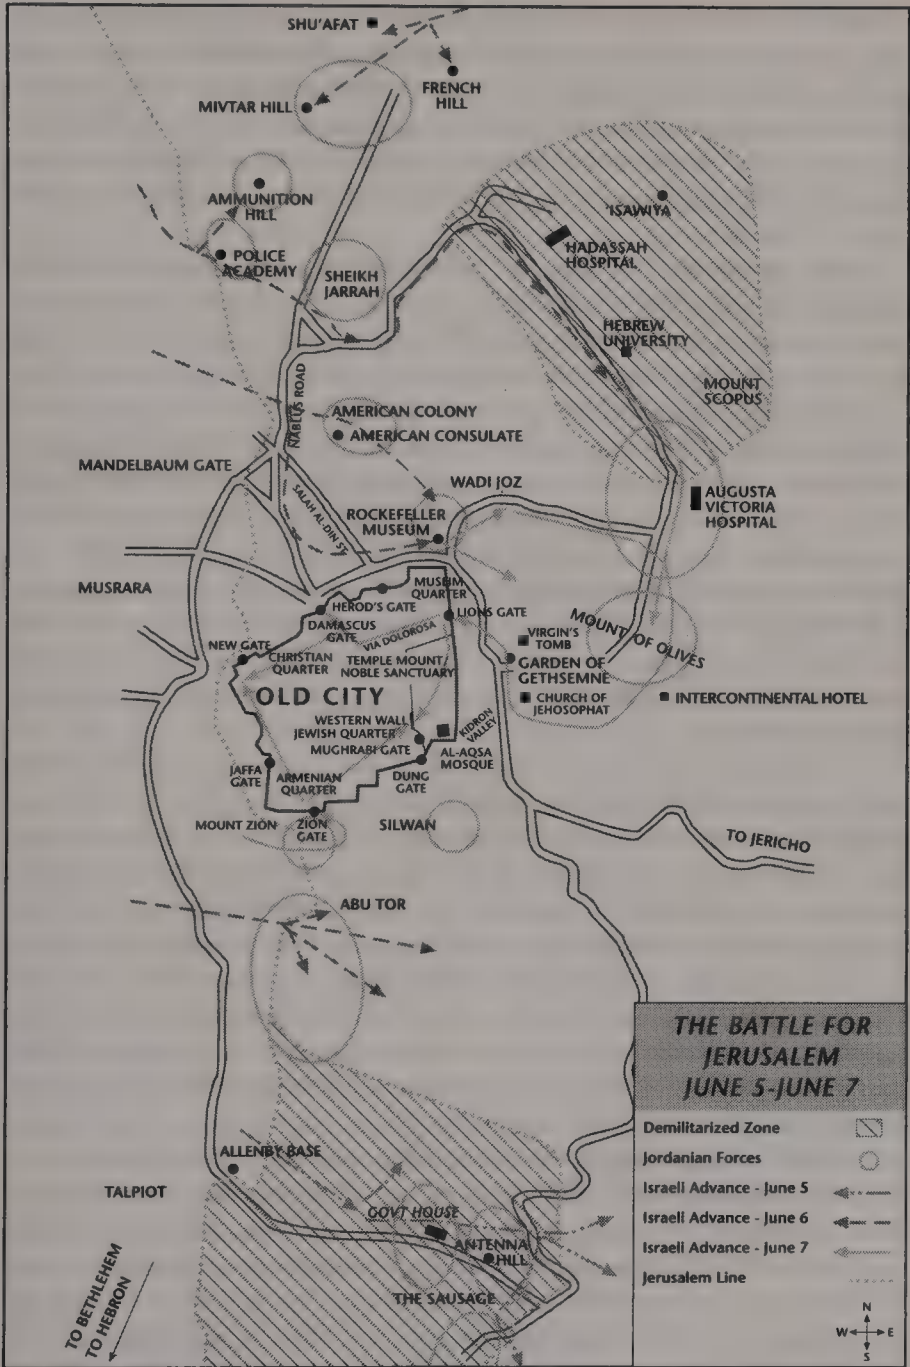 SHU'AFAT
FRENCH
HILL
MIVTAR HILL
AMMUNITION
HILL
'ISAWIYA
POLICE
ACADEMY
HADASSAH
HOSPITAL
SHEIKH
JARRAH
HEBREW
UNIVERSITY
MOUNT
SCOPUS
NABLUS ROAD
AMERICAN COLONY
AMERICAN CONSULATE
MANDELBAUM GATE
WADI JOZ
SALAH AL-DIN ST.
AUGUSTA
VICTORIA
HOSPITAL
ROCKEFELLER
MUSEUM
MUSRARA
MUSLIM
QUARTER
HEROD'S GATE
LIONS GATE
DAMASCUS
GATE
VIA DOLOROSA
MOUNT OF OLIVES
VIRGIN'S
TOMB
NEW GATE
CHRISTIAN
QUARTER
TEMPLE MOUNT/
NOBLE SANCTUARY
GARDEN OF
GETHSEMNE
OLD CITY
CHURCH OF
JEHOSOPHAT
INTERCONTINENTAL HOTEL
WESTERN WALL
JEWISH QUARTER
MUGHRABI GATE
KIDRON
VALLEY
AL-AQSA
MOSQUE
JAFFA
GATE
ARMENIAN
QUARTER
DUNG
GATE
MOUNT ZION
ZION
GATE
SILWAN
TO JERICHO
ABU TOR
ALLENBY BASE
TALPIOT
GOVT HOUSE
ANTENNA
HILL
THE SAUSAGE
TO BETHLEHEM
TO HEBRON
THE BATTLE FOR
JERUSALEM
JUNE 5-JUNE 7
Demilitarized Zone
Jordanian Forces
Israeli Advance - June 5
Israeli Advance - June 6
Israeli Advance - June 7
Jerusalem Line
N
W E
S